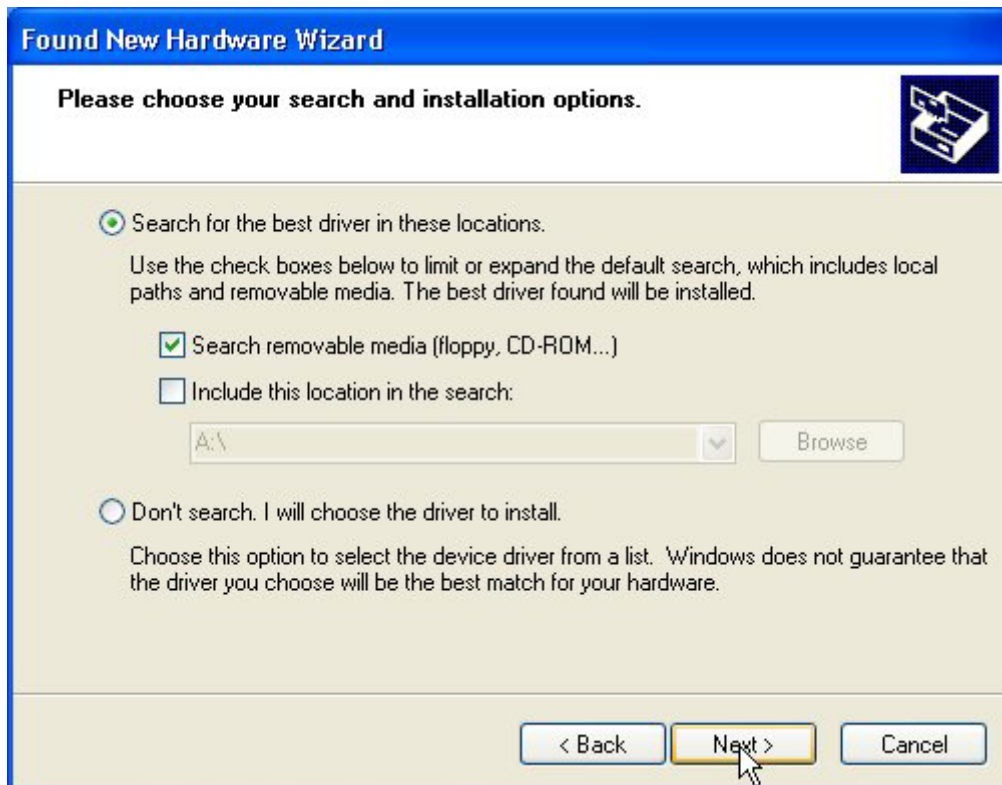 Found New Hardware Wizard
Please choose your search and installation options.
Search for the best driver in these locations.
Use the check boxes below to limit or expand the default search, which includes local
paths and removable media. The best driver found will be installed.
Search removable media (floppy, CD-ROM...)
Include this location in the search:
A:\
Browse
Don't search. I will choose the driver to install.
Choose this option to select the device driver from a list.  Windows does not guarantee that
the driver you choose will be the best match for your hardware.
< Back
Next >
Cancel